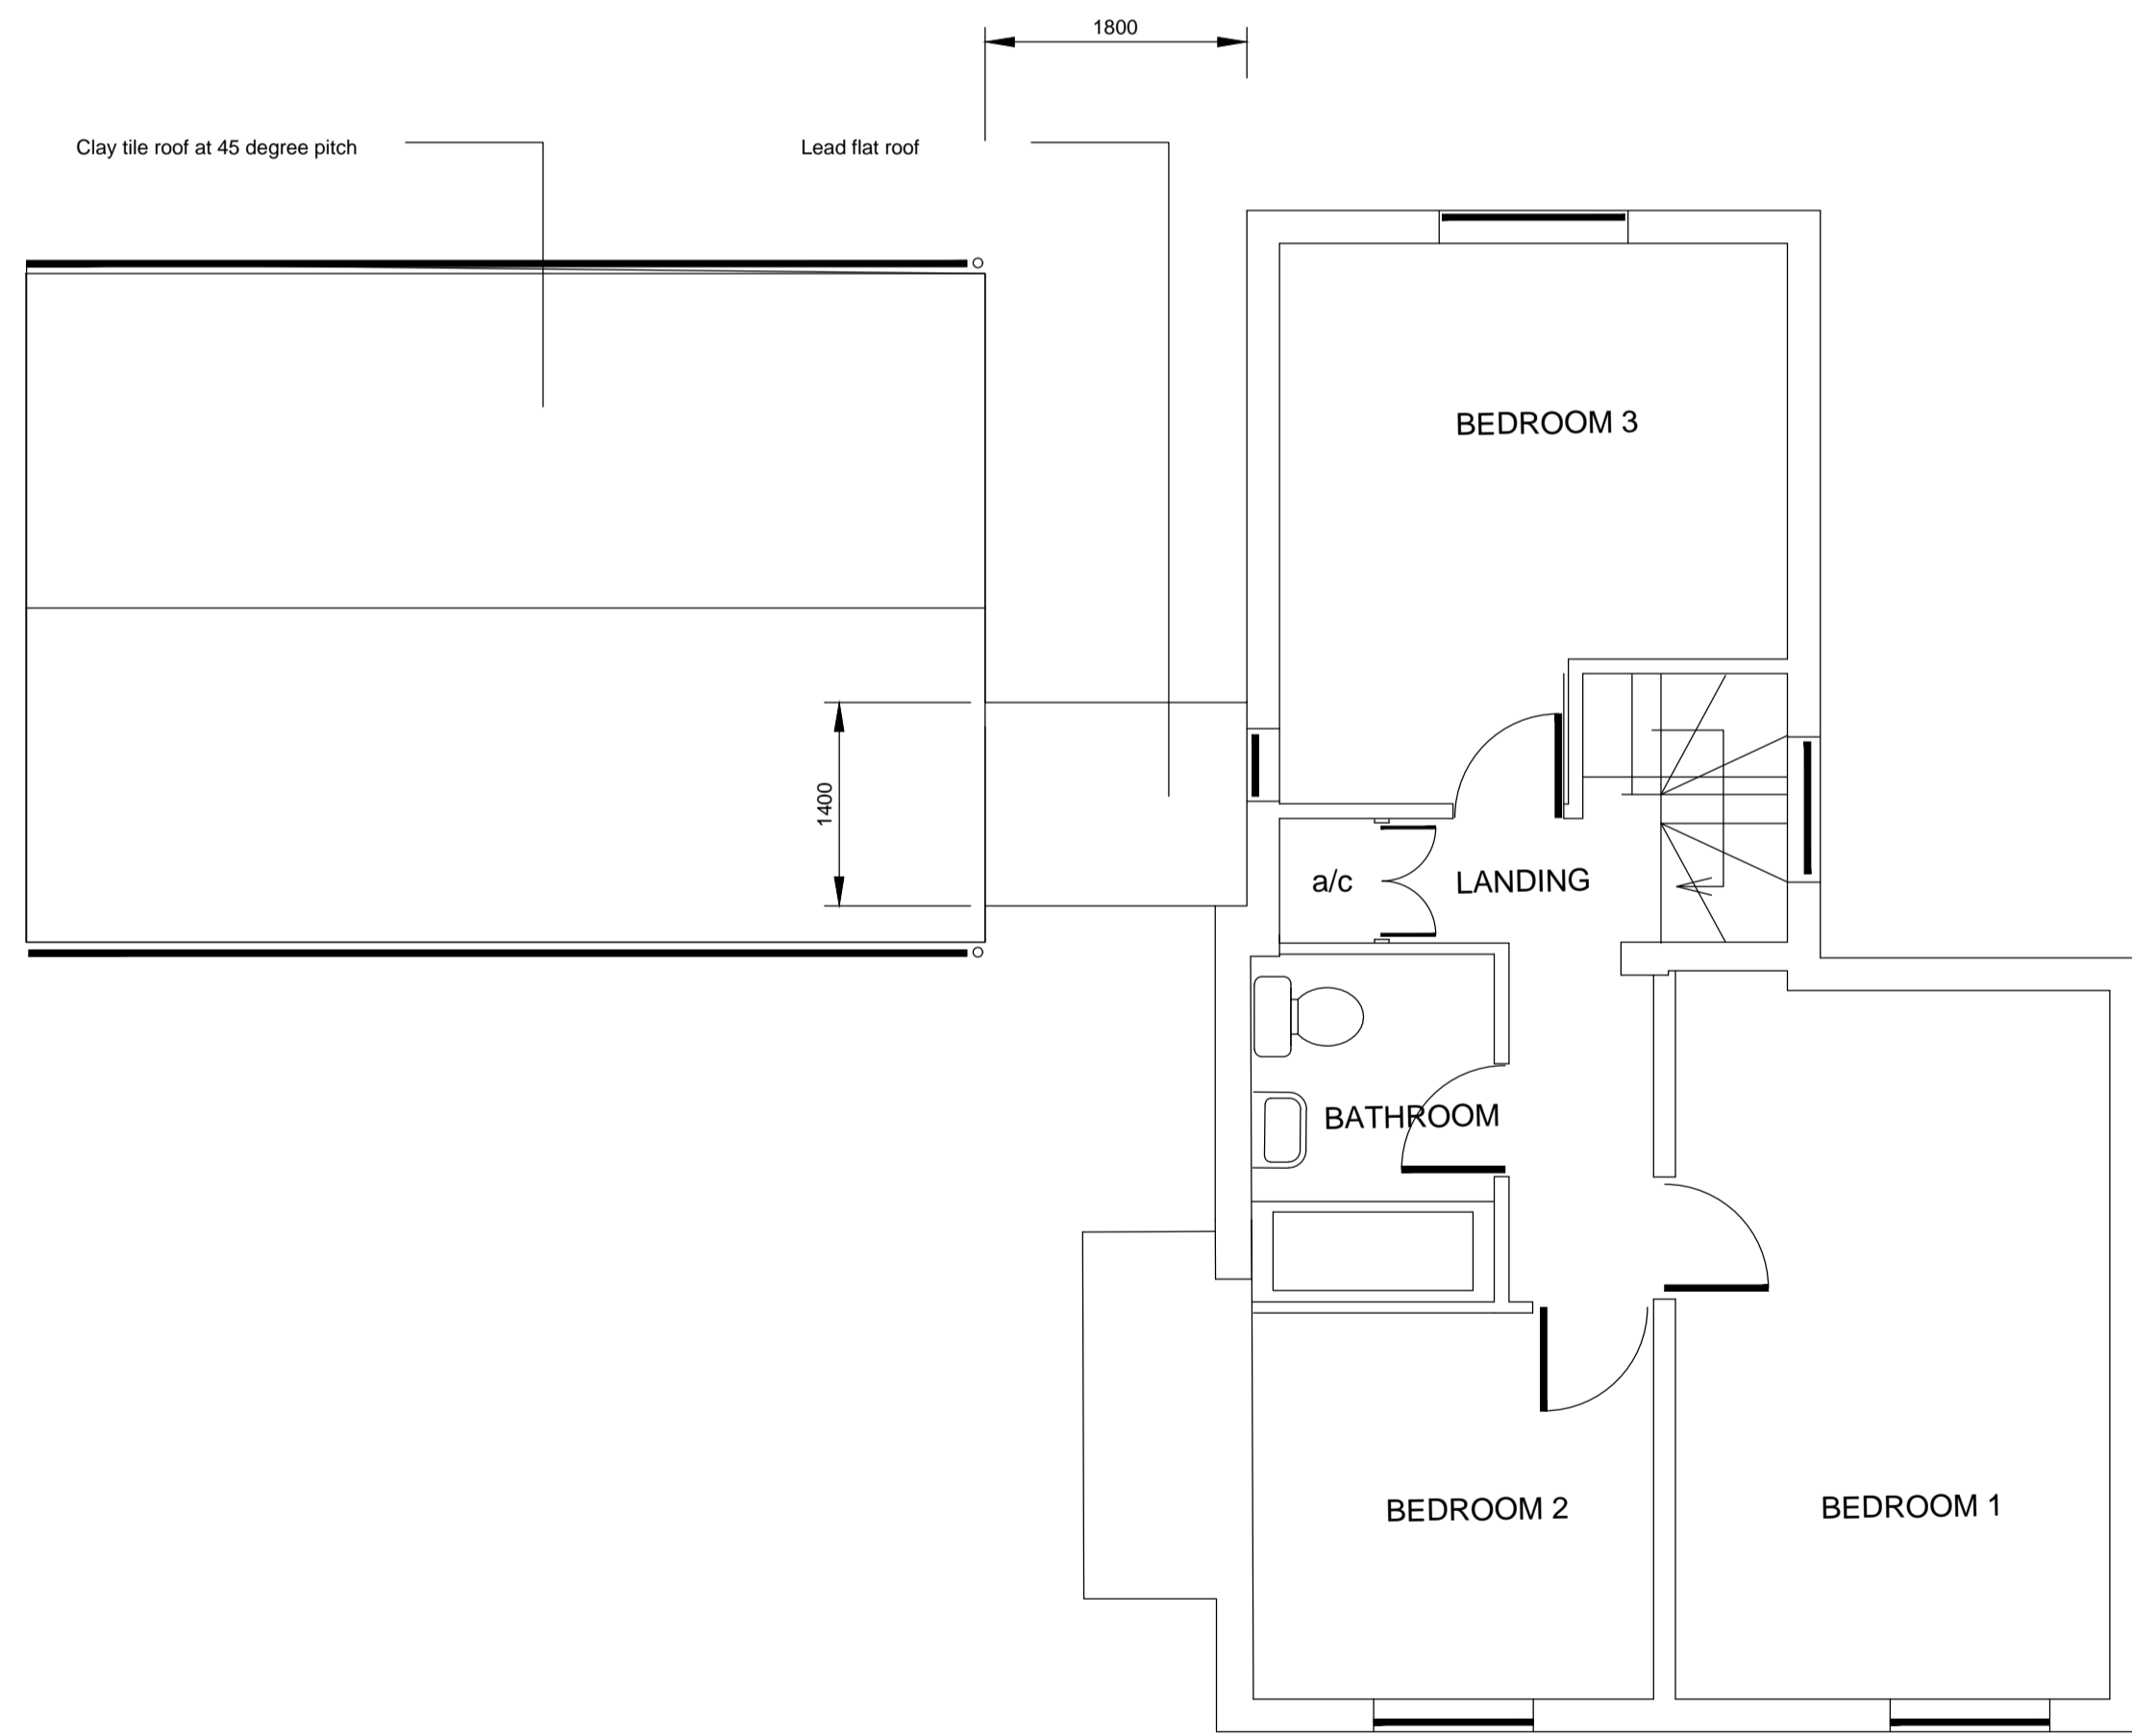 1800
Clay tile roof at 45 degree pitch
Lead flat roof
BEDROOM 3
1400
a/c
LANDING
BATHROOM
BEDROOM 2
BEDROOM 1